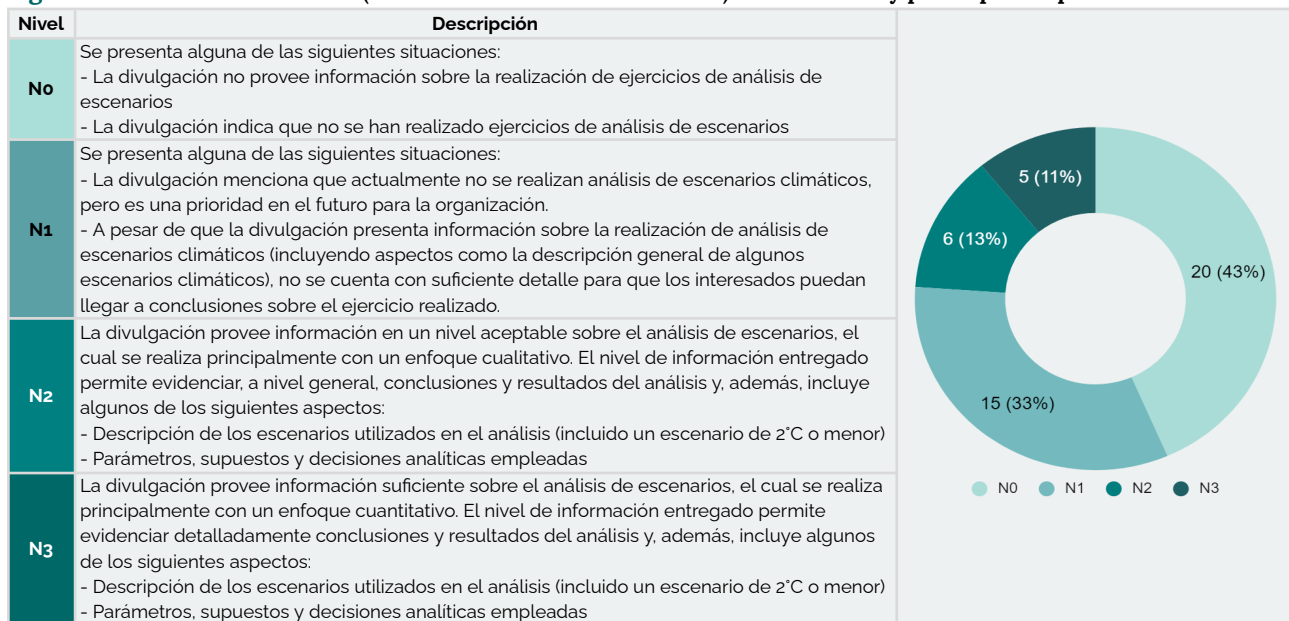 Nivel
Descripción
N0
Se presenta alguna de las siguientes situaciones:
- La divulgación no provee información sobre la realización de ejercicios de análisis de
escenarios
- La divulgación indica que no se han realizado ejercicios de análisis de escenarios
N1
Se presenta alguna de las siguientes situaciones:
- La divulgación menciona que actualmente no se realizan análisis de escenarios climáticos,
pero es una prioridad en el futuro para la organización.
- A pesar de que la divulgación presenta información sobre la realización de análisis de
escenarios climáticos (incluyendo aspectos como la descripción general de algunos
escenarios climáticos), no se cuenta con suficiente detalle para que los interesados puedan
llegar a conclusiones sobre el ejercicio realizado.
N2
La divulgación provee información en un nivel aceptable sobre el análisis de escenarios, el
cual se realiza principalmente con un enfoque cualitativo. El nivel de información entregado
permite evidenciar, a nivel general, conclusiones y resultados del análisis y, además, incluye
algunos de los siguientes aspectos:
- Descripción de los escenarios utilizados en el análisis (incluido un escenario de 2°C o menor)
- Parámetros, supuestos y decisiones analíticas empleadas
N3
La divulgación provee información suficiente sobre el análisis de escenarios, el cual se realiza
principalmente con un enfoque cuantitativo. El nivel de información entregado permite
evidenciar detalladamente conclusiones y resultados del análisis y, además, incluye algunos
de los siguientes aspectos:
- Descripción de los escenarios utilizados en el análisis (incluido un escenario de 2°C o menor)
- Parámetros, supuestos y decisiones analíticas empleadas
5 (11%)
6 (13%)
20 (43%)
15 (33%)
N0 N1 N2 N3